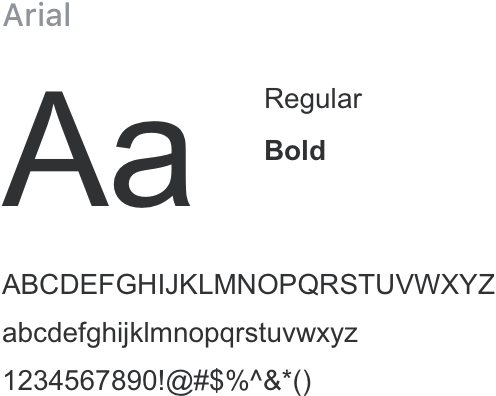 Arial
Aa
Regular
Bold
ABCDEFGHIJKLMNOPQRSTUVWXYZ
abcdefghijklmnopqrstuvwxyz
1234567890!@#$%^&*()